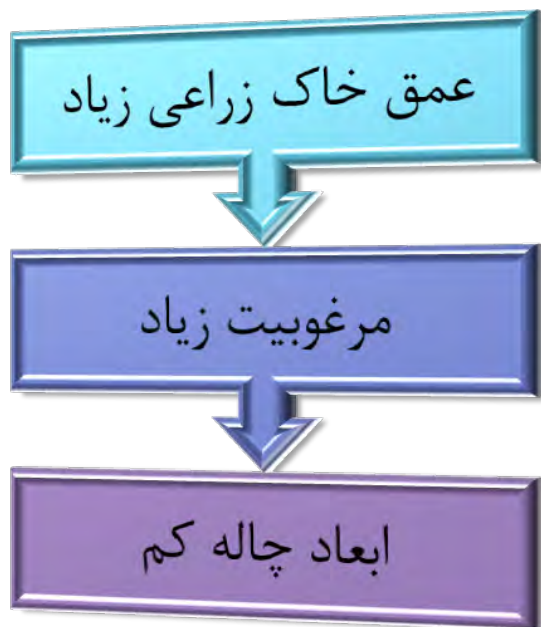 عمق خاک زراعی زیاد
مرغوبیت زیاد
ابعاد چاله کم